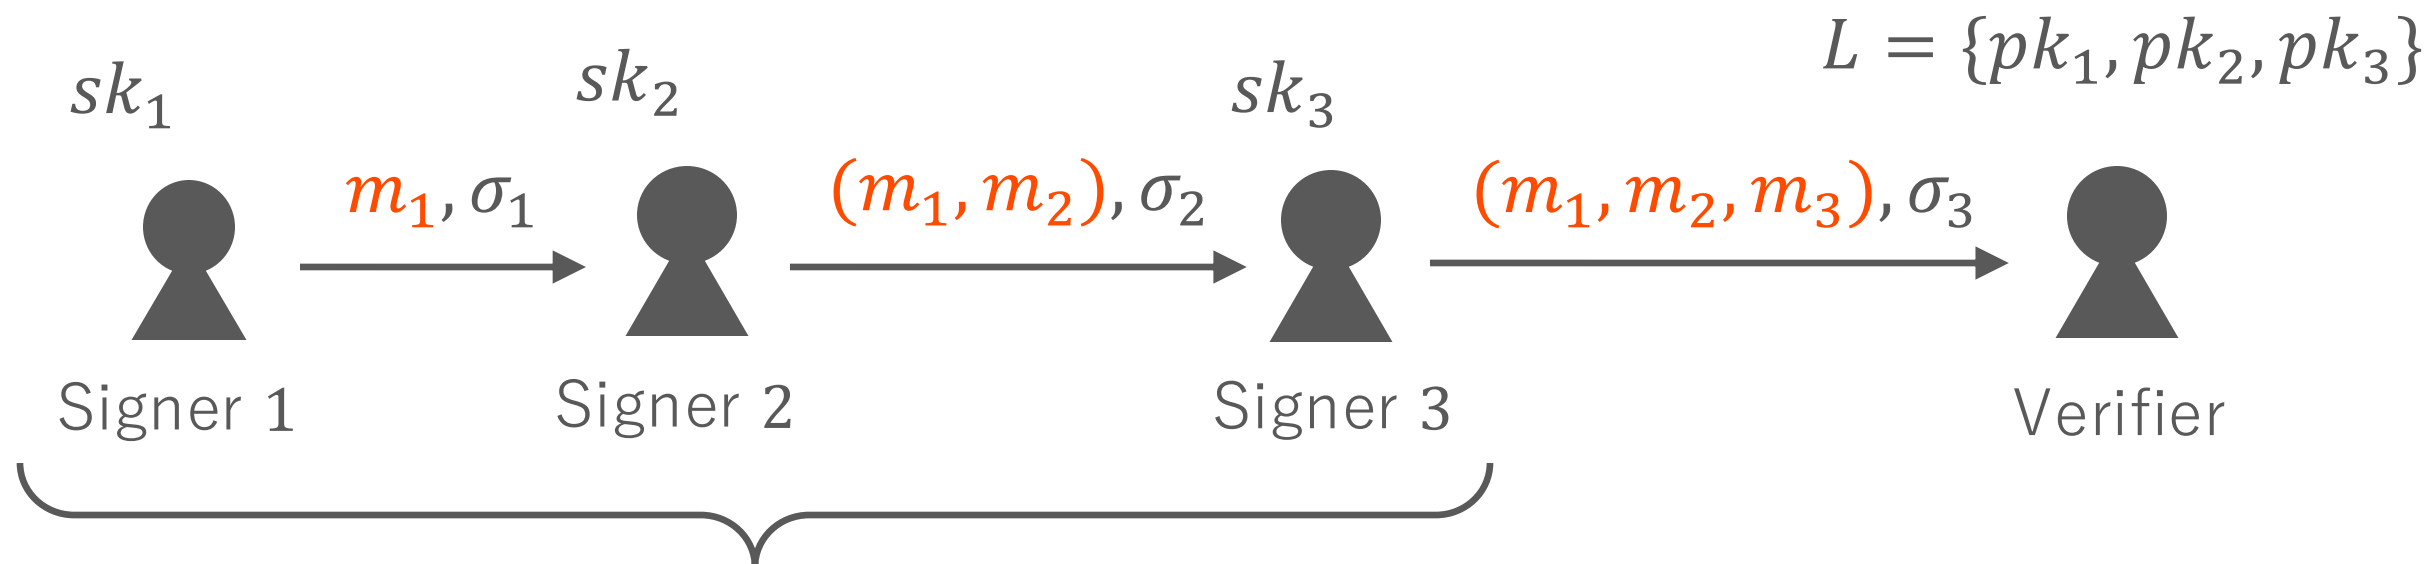 L = {pk₁, pk₂, pk₃}
sk₁ sk₂ sk₃
m₁, σ₁ (m₁, m₂), σ₂ (m₁, m₂, m₃), σ₃
Signer 1 Signer 2 Signer 3 Verifier